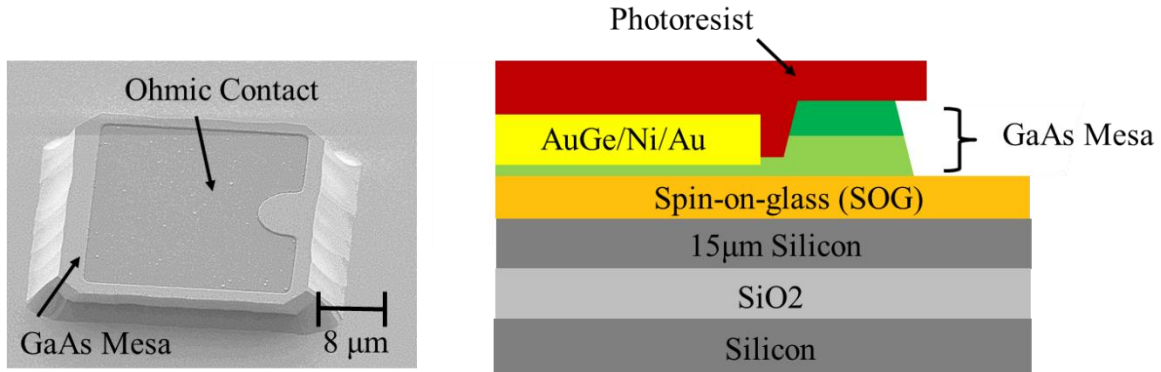 Ohmic Contact
GaAs Mesa
8 μm
Photoresist
AuGe/Ni/Au
GaAs Mesa
Spin-on-glass (SOG)
15μm Silicon
SiO2
Silicon